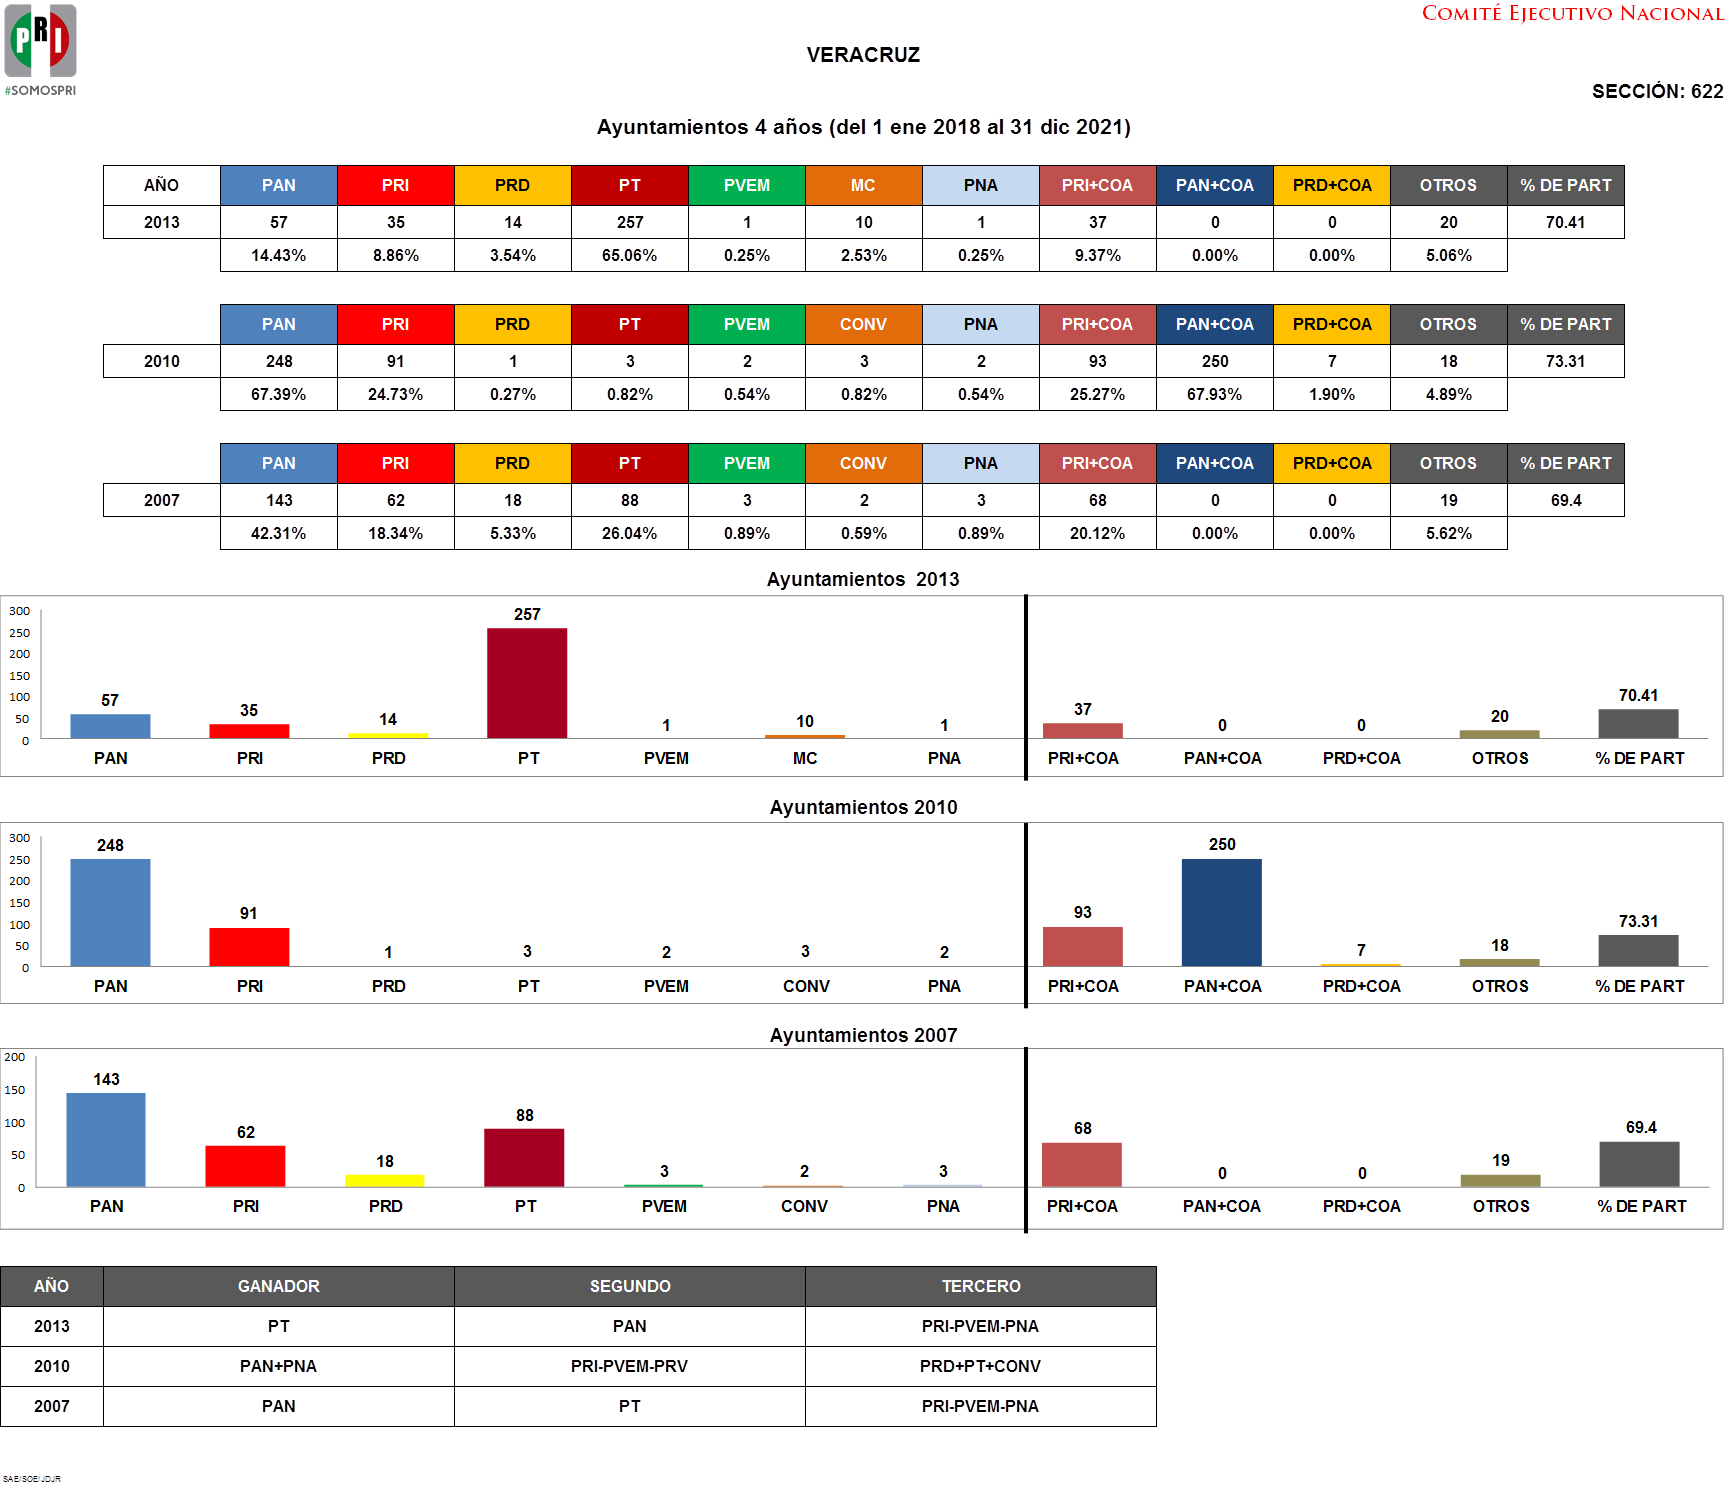 PRI
#SOMOSPRI
COMITÉ EJECUTIVO NACIONAL
VERACRUZ
SECCIÓN: 622
Ayuntamientos 4 años (del 1 ene 2018 al 31 dic 2021)
AÑO PAN PRI PRD PT PVEM MC PNA PRI+COA PAN+COA PRD+COA OTROS % DE PART
2013 57 35 14 257 1 10 1 37 0 0 20 70.41
14.43% 8.86% 3.54% 65.06% 0.25% 2.53% 0.25% 9.37% 0.00% 0.00% 5.06%
PAN PRI PRD PT PVEM CONV PNA PRI+COA PAN+COA PRD+COA OTROS % DE PART
2010 248 91 1 3 2 3 2 93 250 7 18 73.31
67.39% 24.73% 0.27% 0.82% 0.54% 0.82% 0.54% 25.27% 67.93% 1.90% 4.89%
PAN PRI PRD PT PVEM CONV PNA PRI+COA PAN+COA PRD+COA OTROS % DE PART
2007 143 62 18 88 3 2 3 68 0 0 19 69.4
42.31% 18.34% 5.33% 26.04% 0.89% 0.59% 0.89% 20.12% 0.00% 0.00% 5.62%
Ayuntamientos 2013
300
250
200
150
100
50
0
57 35 14 257 1 10 1 37 0 0 20 70.41
PAN PRI PRD PT PVEM MC PNA PRI+COA PAN+COA PRD+COA OTROS % DE PART
Ayuntamientos 2010
300
250
200
150
100
50
0
248 91 1 3 2 3 2 93 250 7 18 73.31
PAN PRI PRD PT PVEM CONV PNA PRI+COA PAN+COA PRD+COA OTROS % DE PART
Ayuntamientos 2007
200
150
100
50
0
143 62 18 88 3 2 3 68 0 0 19 69.4
PAN PRI PRD PT PVEM CONV PNA PRI+COA PAN+COA PRD+COA OTROS % DE PART
AÑO GANADOR SEGUNDO TERCERO
2013 PT PAN PRI-PVEM-PNA
2010 PAN+PNA PRI-PVEM-PRV PRD+PT+CONV
2007 PAN PT PRI-PVEM-PNA
SAE/SOE/JDJR